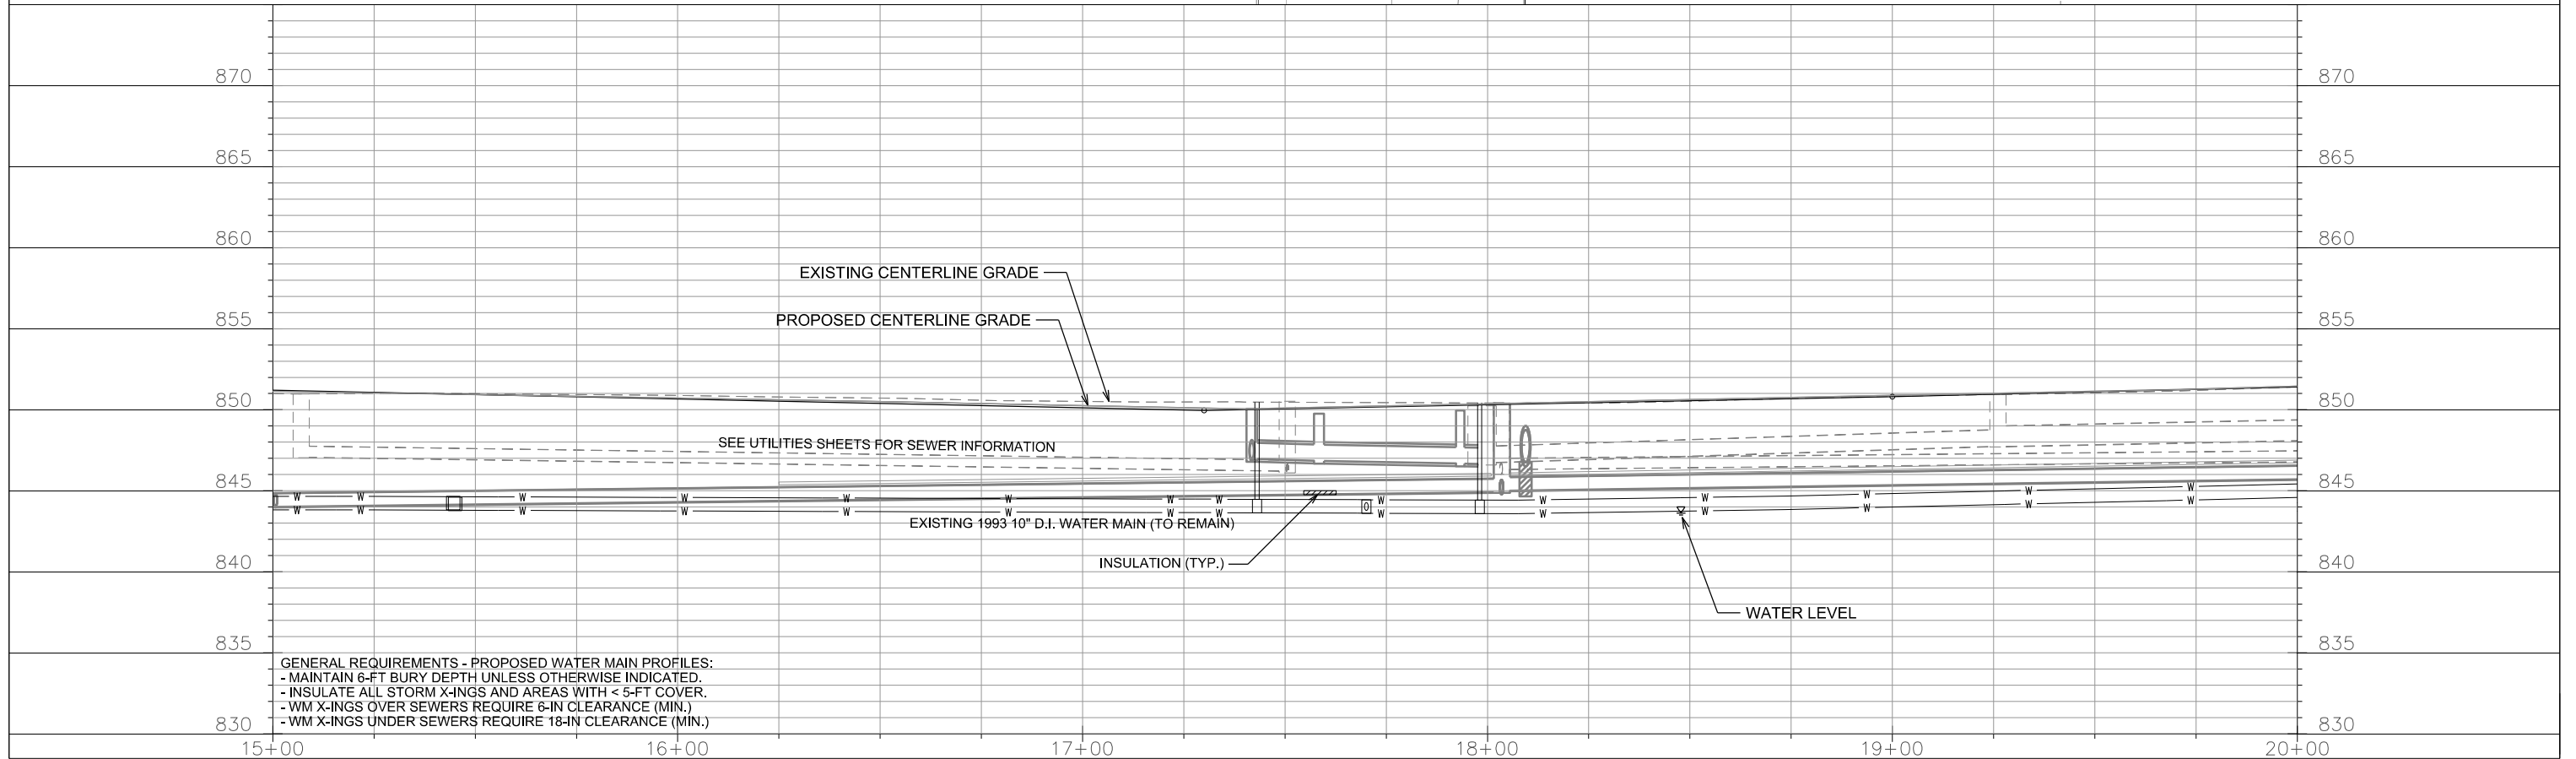 870 870
865 865
860 860
EXISTING CENTERLINE GRADE
855 855
PROPOSED CENTERLINE GRADE
850 850
SEE UTILITIES SHEETS FOR SEWER INFORMATION
845 845
W W W W W W W W W W W W W W
W W W W W W W W W W W W W W
EXISTING 1993 10" D.I. WATER MAIN (TO REMAIN)
INSULATION (TYP.)
840 840
WATER LEVEL
835 835
GENERAL REQUIREMENTS - PROPOSED WATER MAIN PROFILES:
- MAINTAIN 6-FT BURY DEPTH UNLESS OTHERWISE INDICATED.
- INSULATE ALL STORM X-INGS AND AREAS WITH < 5-FT COVER.
- WM X-INGS OVER SEWERS REQUIRE 6-IN CLEARANCE (MIN.)
- WM X-INGS UNDER SEWERS REQUIRE 18-IN CLEARANCE (MIN.)
830 830
15+00 16+00 17+00 18+00 19+00 20+00